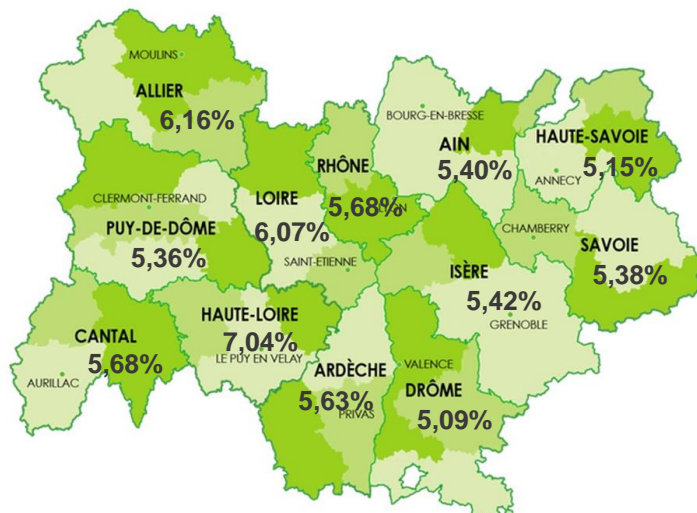 MOULINS
ALLIER
6,16%
BOURG-EN-BRESSE
AIN
5,40%
HAUTE-SAVOIE
5,15%
ANNECY
RHÔNE
5,68%
LYON
CLERMONT-FERRAND
PUY-DE-DÔME
5,36%
LOIRE
6,07%
SAINT-ETIENNE
CHAMBERRY
SAVOIE
5,38%
ISÈRE
5,42%
GRENOBLE
CANTAL
5,68%
AURILLAC
HAUTE-LOIRE
7,04%
LE PUY EN VELAY
ARDÈCHE
5,63%
PRIVAS
VALENCE
DRÔME
5,09%